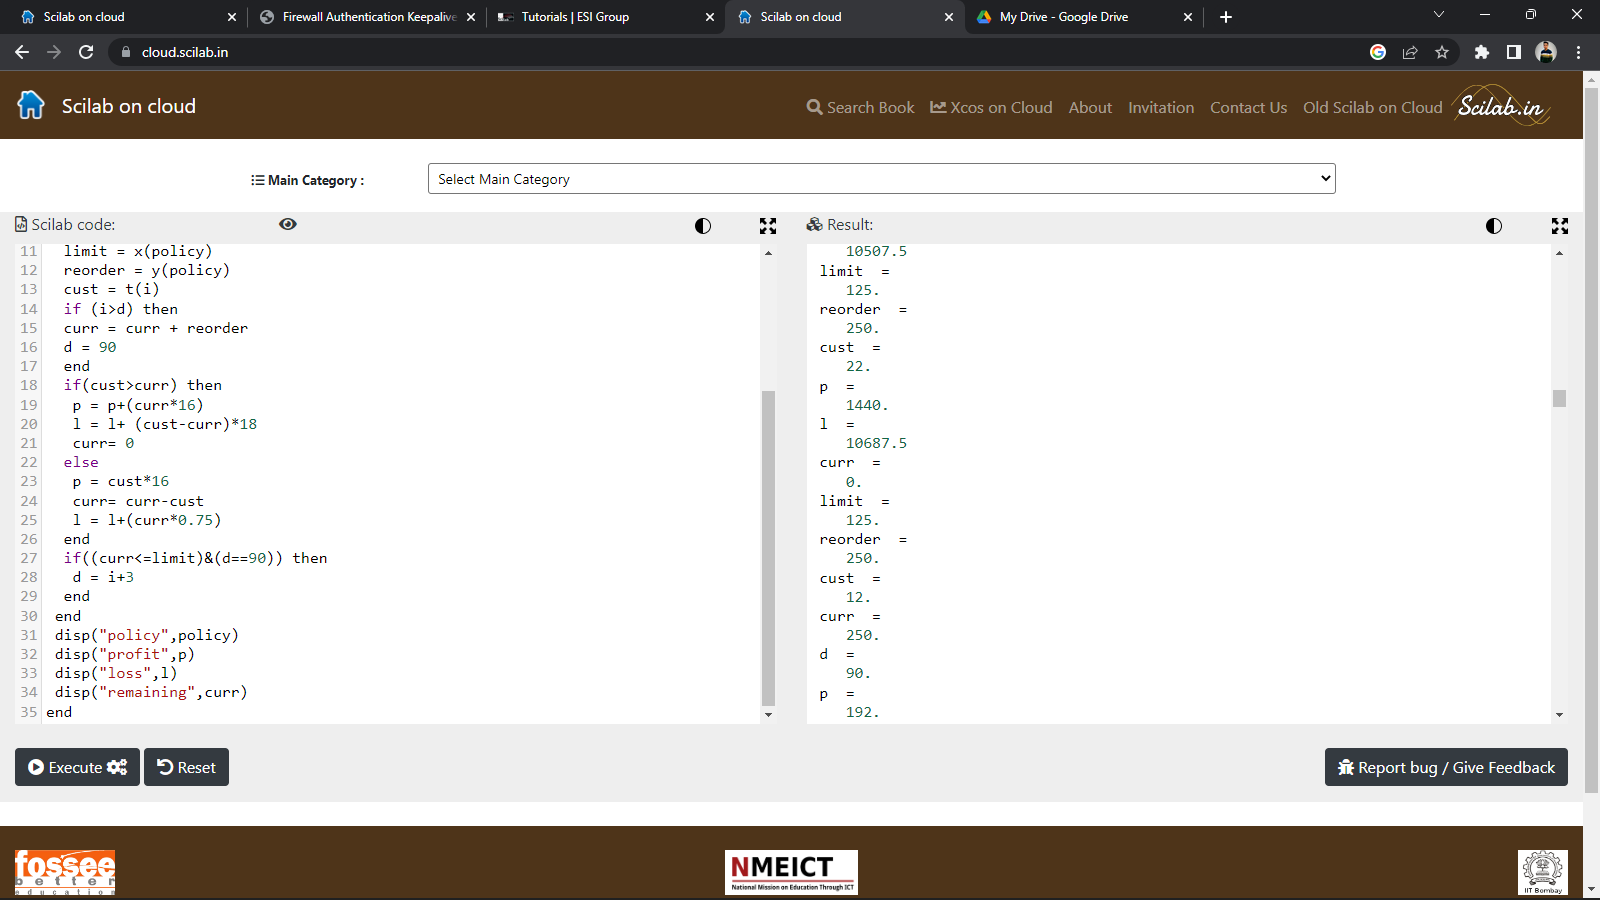 Scilab on cloud
Firewall Authentication Keepalive
Tutorials | ESI Group
Scilab on cloud
My Drive - Google Drive
cloud.scilab.in
Scilab on cloud
Search Book
Xcos on Cloud
About
Invitation
Contact Us
Old Scilab on Cloud
Scilab.in
Main Category :
Select Main Category
Scilab code:
Result:
11 limit = x(policy)
12 reorder = y(policy)
13 cust = t(i)
14 if (i>d) then
15 curr = curr + reorder
16 d = 90
17 end
18 if(cust>curr) then
19 p = p+(curr*16)
20 l = l+ (cust-curr)*18
21 curr= 0
22 else
23 p = cust*16
24 curr= curr-cust
25 l = l+(curr*0.75)
26 end
27 if((curr<=limit)&(d==90)) then
28 d = i+3
29 end
30 end
31 disp("policy",policy)
32 disp("profit",p)
33 disp("loss",l)
34 disp("remaining",curr)
35 end
10507.5
limit =
125.
reorder =
250.
cust =
22.
p =
1440.
l =
10687.5
curr =
0.
limit =
125.
reorder =
250.
cust =
12.
curr =
250.
d =
90.
p =
192.
Execute
Reset
Report bug / Give Feedback
fossee
better
education
NMEICT
National Mission on Education Through ICT
IIT Bombay